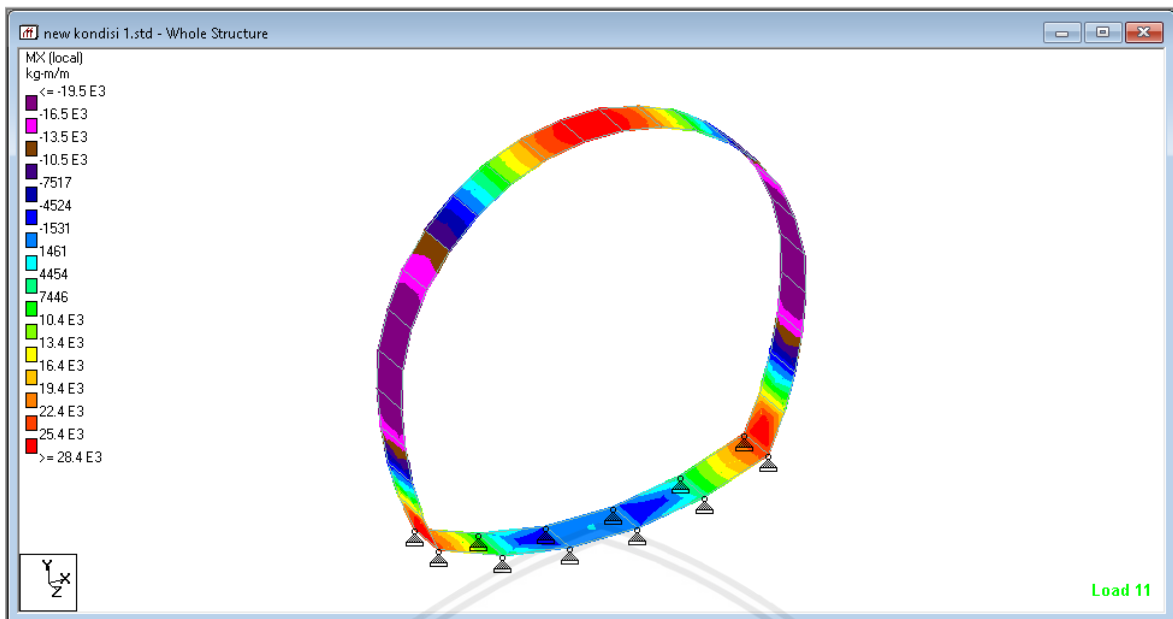 new kondisi 1.std - Whole Structure
MX (local)
kg-m/m
<= -19.5 E3
-16.5 E3
-13.5 E3
-10.5 E3
-7517
-4524
-1531
1461
4454
7446
10.4 E3
13.4 E3
16.4 E3
19.4 E3
22.4 E3
25.4 E3
>= 28.4 E3
Y
X
Z
Load 11